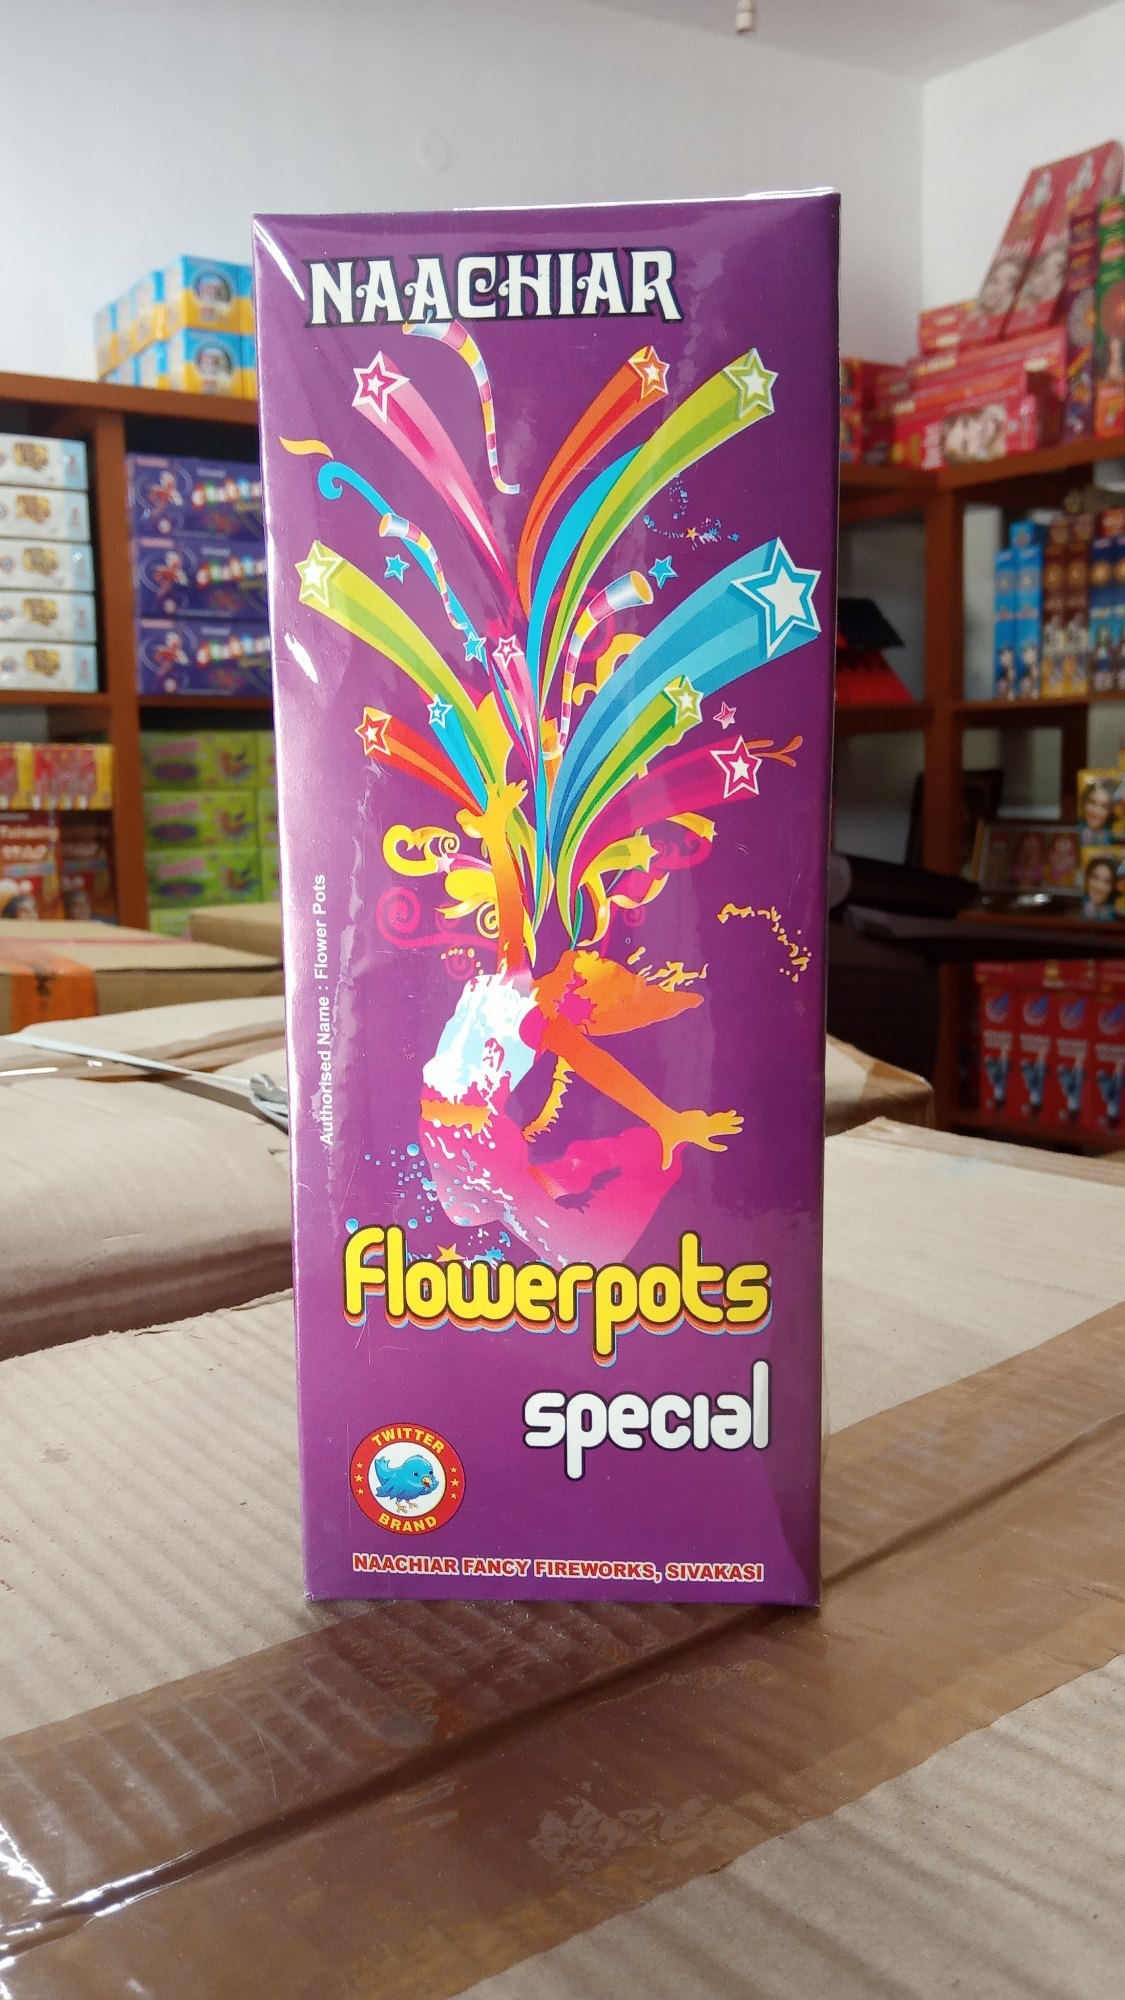 NAACHIAR
Authorised Name : Flower Pots
flowerpots
special
TWITTER
BRAND
NAACHIAR FANCY FIREWORKS, SIVAKASI